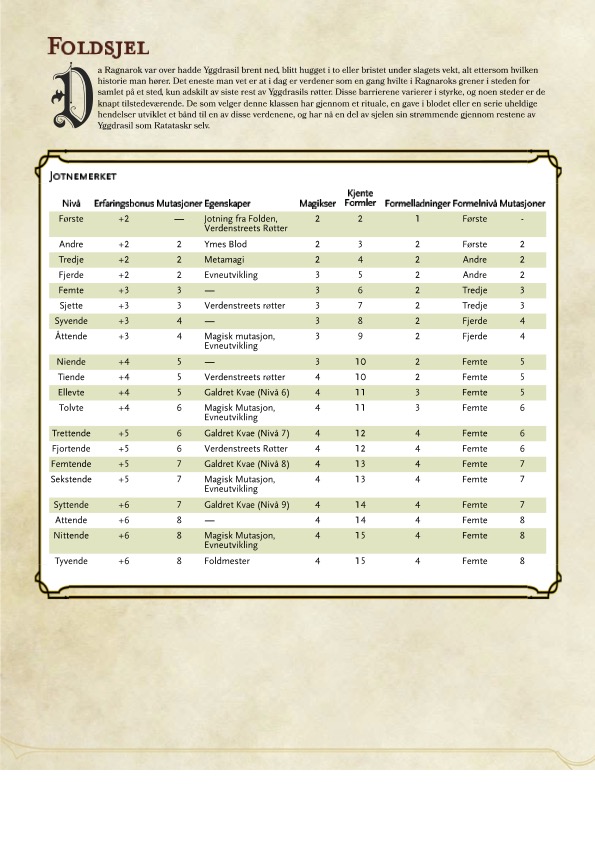 Foldsjel
Da Ragnarok var over hadde Yggdrasil brent ned, blitt hugget i to eller bristet under slagets vekt, alt ettersom hvilken
historie man hører. Det eneste man vet er at i dag er verdener som en gang hvilte i Ragnaroks grener i steden for
samlet på et sted, kun adskilt av siste rest av Yggdrasils røtter. Disse barrierene varierer i styrke, og noen steder er de
knapt tilstedeværende. De som velger denne klassen har gjennom et rituale, en gave i blodet eller en serie uheldige
hendelser utviklet et bånd til en av disse verdenene, og har nå en del av sjelen sin strømmende gjennom restene av
Yggdrasil som Ratataskr selv.
Jotnemerket
Nivå Erfaringsbonus Mutasjoner Egenskaper Magikser Kjente Formler Formelladninger Formelnivå Mutasjoner
Første +2 — Jotning fra Folden, 2 2 1 Første -
Verdenstreets Røtter
Andre +2 2 Ymes Blod 2 3 2 Første 2
Tredje +2 2 Metamagi 2 4 2 Andre 2
Fjerde +2 2 Evneutvikling 3 5 2 Andre 2
Femte +3 3 — 3 6 2 Tredje 3
Sjette +3 3 Verdenstreets røtter 3 7 2 Tredje 3
Syvende +3 4 — 3 8 2 Fjerde 4
Åttende +3 4 Magisk mutasjon, 3 9 2 Fjerde 4
Evneutvikling
Niende +4 5 — 3 10 2 Femte 5
Tiende +4 5 Verdenstreets røtter 4 10 2 Femte 5
Ellevte +4 5 Galdret Kvae (Nivå 6) 4 11 3 Femte 5
Tolvte +4 6 Magisk Mutasjon, 4 11 3 Femte 6
Evneutvikling
Trettende +5 6 Galdret Kvae (Nivå 7) 4 12 4 Femte 6
Fjortende +5 6 Verdenstreets Røtter 4 12 4 Femte 6
Femtende +5 7 Galdret Kvae (Nivå 8) 4 13 4 Femte 7
Sekstende +5 7 Magisk Mutasjon, 4 13 4 Femte 7
Evneutvikling
Syttende +6 7 Galdret Kvae (Nivå 9) 4 14 4 Femte 7
Attende +6 8 — 4 14 4 Femte 8
Nittende +6 8 Magisk Mutasjon, 4 15 4 Femte 8
Evneutvikling
Tyvende +6 8 Foldmester 4 15 4 Femte 8